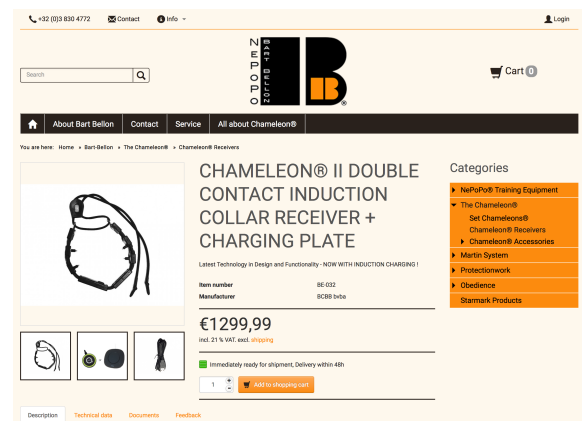 +32 (0)3 830 4772 Contact Info Login
NEPOPO
BART BELLON
B
®
Search
Cart 0
About Bart Bellon Contact Service All about Chameleon®
You are here: Home » Bart-Bellon » The Chameleon® » Chameleon® Receivers
CHAMELEON® II DOUBLE
CONTACT INDUCTION
COLLAR RECEIVER +
CHARGING PLATE
Latest Technology in Design and Functionality - NOW WITH INDUCTION CHARGING !
Item number BE-032
Manufacturer BCBB bvba
€1299,99
incl. 21 % VAT. excl. shipping
Immediately ready for shipment, Delivery within 48h
1 + - Add to shopping cart
Categories
NePoPo® Training Equipment
The Chameleon®
Set Chameleons®
Chameleon® Receivers
Chameleon® Accessories
Martin System
Protectionwork
Obedience
Starmark Products
Description Technical data Documents Feedback